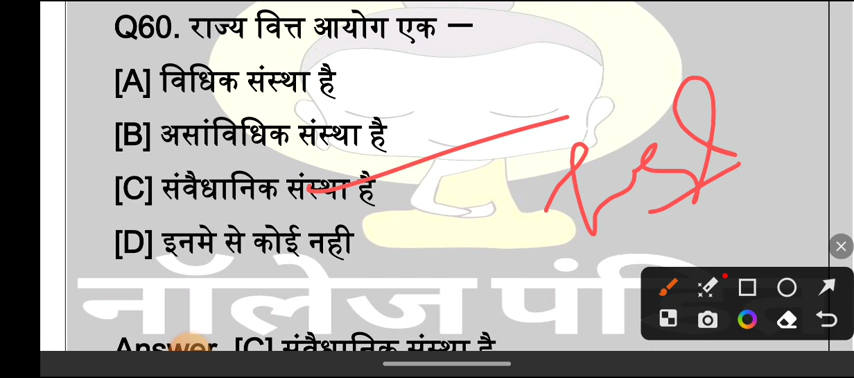 Q60. राज्य वित्त आयोग एक –
[A] विधिक संस्था है
[B] असांविधिक संस्था है
[C] संवैधानिक संस्था है
[D] इनमे से कोई नही
नॉलेज पंडित
Answer. [C] संवैधानिक संस्था है